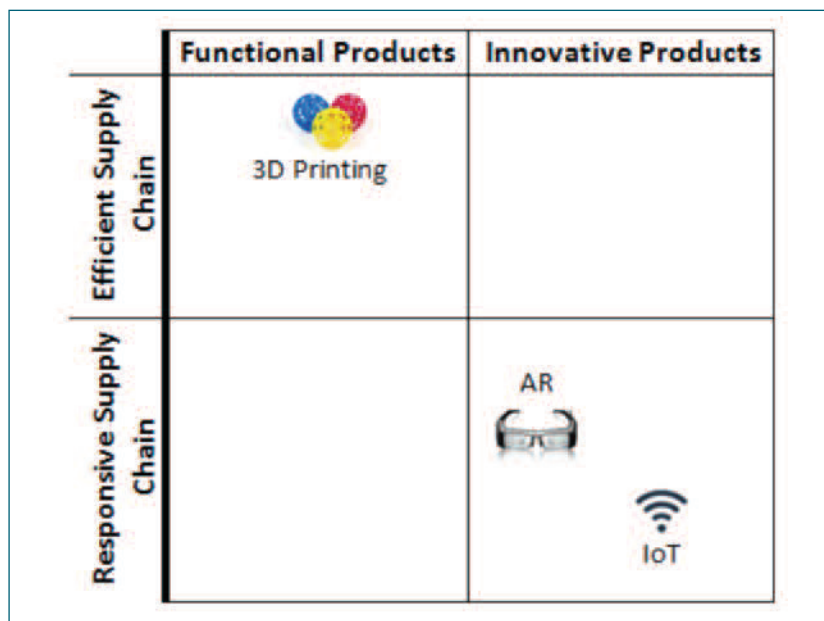 Functional Products
Innovative Products
Efficient Supply
Chain
3D Printing
Responsive Supply
Chain
AR
IoT